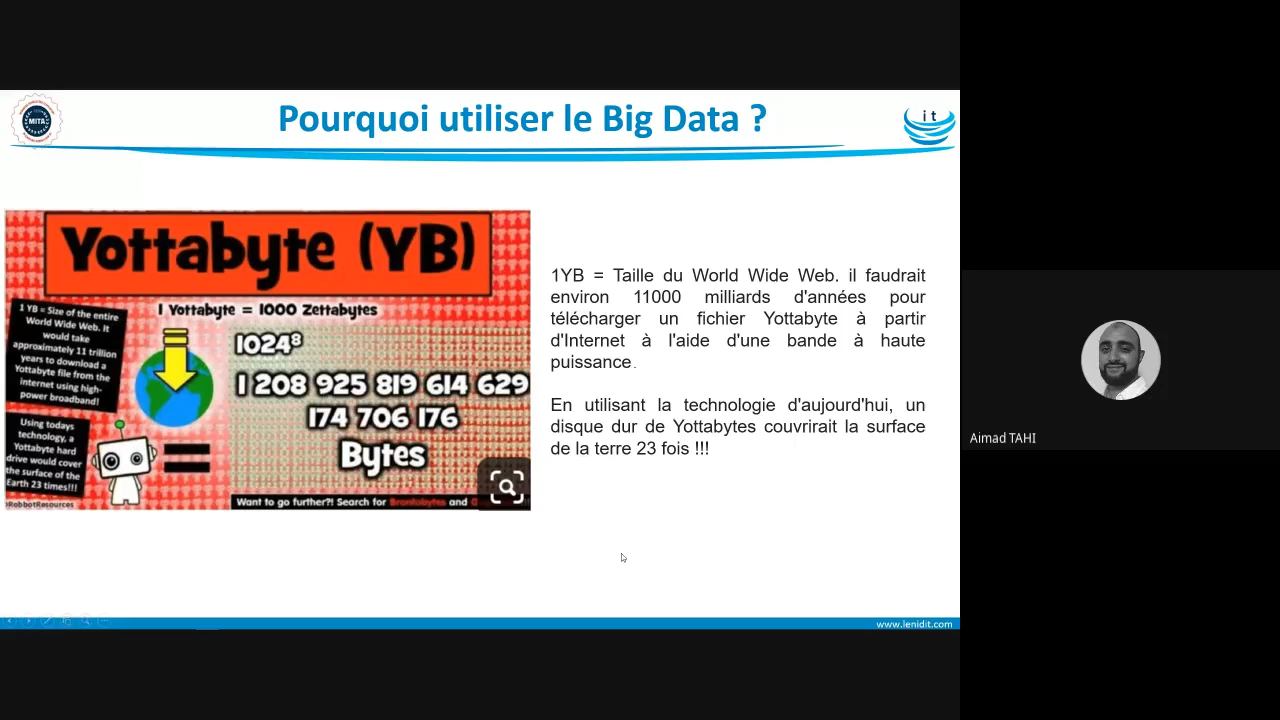 Pourquoi utiliser le Big Data ?
MITA
it
Yottabyte (YB)
1 Yottabyte = 1000 Zettabytes
1 YB = Size of the entire
World Wide Web. It
would take
approximately 11 trillion
years to download a
Yottabyte file from the
internet using high-
power broadband!
1024⁸
1 208 925 819 614 629
174 706 176
Bytes
Using todays
technology, a
Yottabyte hard
drive would cover
the surface of the
Earth 23 times!!!
=
Want to go further?! Search for Brontobytes and
RobbotResources
1YB = Taille du World Wide Web. il faudrait
environ 11000 milliards d'années pour
télécharger un fichier Yottabyte à partir
d'Internet à l'aide d'une bande à haute
puissance.
En utilisant la technologie d'aujourd'hui, un
disque dur de Yottabytes couvrirait la surface
de la terre 23 fois !!!
www.lenidit.com
Aimad TAHI